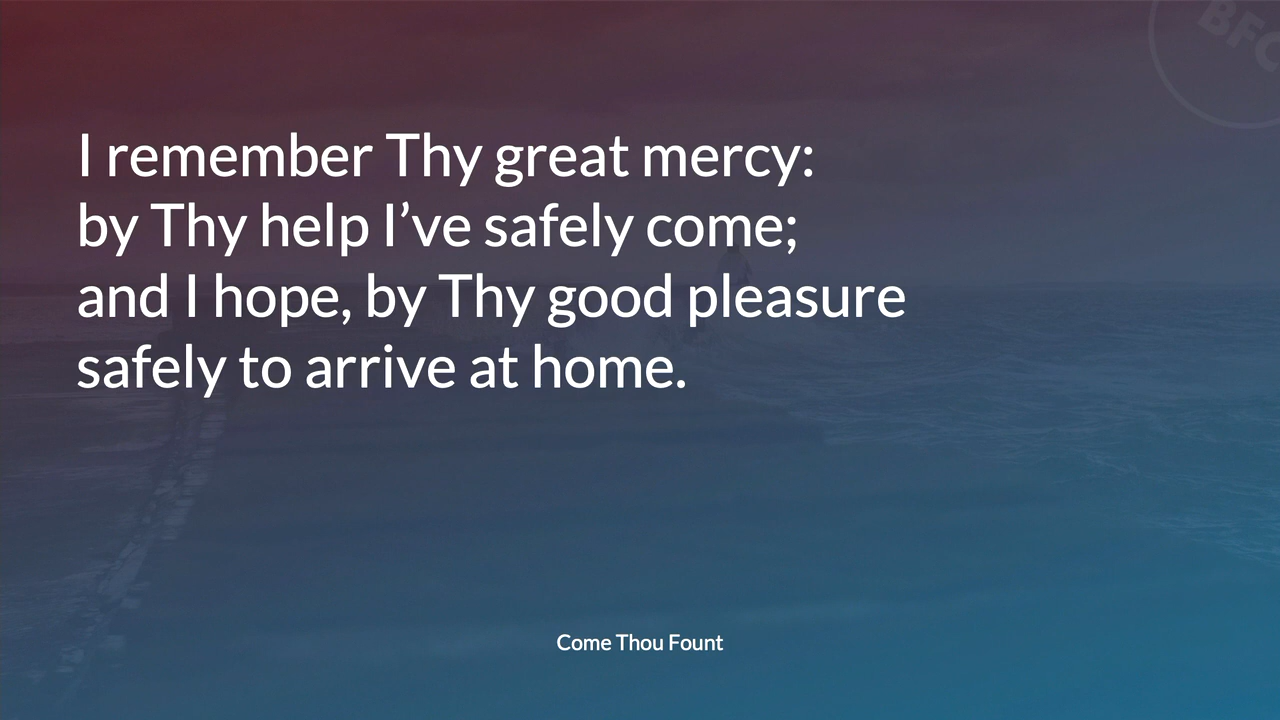 BFC
I remember Thy great mercy:
by Thy help I’ve safely come;
and I hope, by Thy good pleasure
safely to arrive at home.
Come Thou Fount